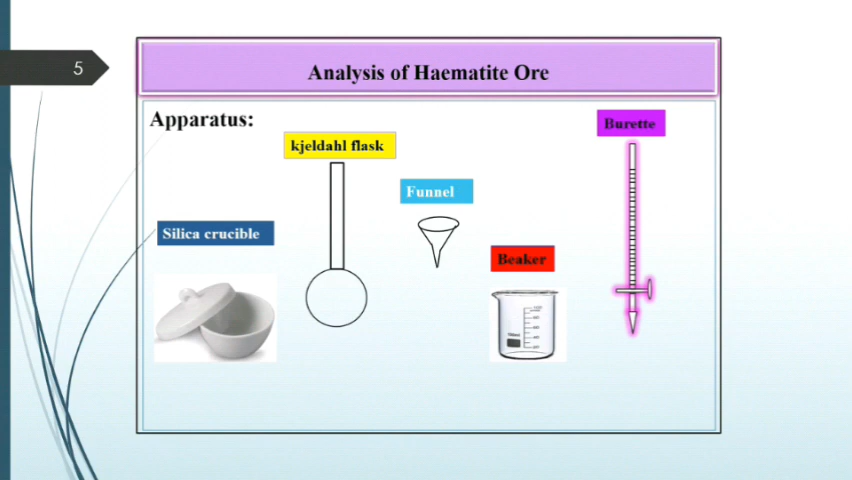 5
Analysis of Haematite Ore
Apparatus:
Burette
kjeldahl flask
Funnel
Silica crucible
Beaker